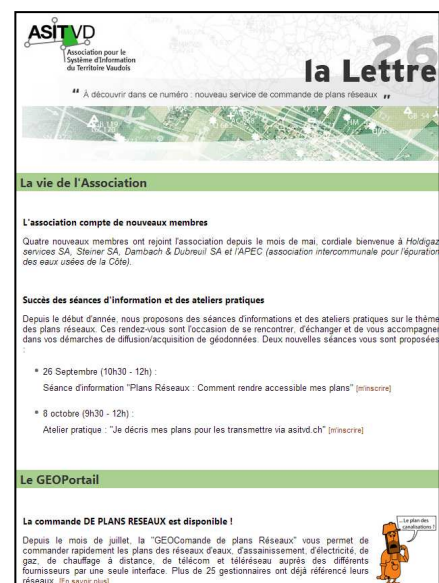 ASIT VD
Association pour le
Système d'Information
du Territoire Vaudois
26
la Lettre
" À découvrir dans ce numéro : nouveau service de commande de plans réseaux "
La vie de l'Association
L'association compte de nouveaux membres
Quatre nouveaux membres ont rejoint l'association depuis le mois de mai, cordiale bienvenue à Holdigaz
services SA, Steiner SA, Dambach & Dubreuil SA et l'APEC (association intercommunale pour l'épuration
des eaux usées de la Côte).
Succès des séances d'information et des ateliers pratiques
Depuis le début d'année, nous proposons des séances d'informations et des ateliers pratiques sur le thème
des plans réseaux. Ces rendez-vous sont l'occasion de se rencontrer, d'échanger et de vous accompagner
dans vos démarches de diffusion/acquisition de géodonnées. Deux nouvelles séances vous sont proposées
:
• 26 Septembre (10h30 - 12h) :
Séance d'information "Plans Réseaux : Comment rendre accessible mes plans" [m'inscrire]
• 8 octobre (9h30 - 12h) :
Atelier pratique : "Je décris mes plans pour les transmettre via asitvd.ch" [m'inscrire]
Le GEOPortail
La commande DE PLANS RESEAUX est disponible !
...Le plan des
canalisations !
Depuis le mois de juillet, la "GEOComande de plans Réseaux" vous permet de
commander rapidement les plans des réseaux d'eaux, d'assainissement, d'électricité, de
gaz, de chauffage à distance, de télécom et téléréseau auprès des différents
fournisseurs par une seule interface. Plus de 25 gestionnaires ont déjà référencé leurs
réseaux. [En savoir plus]